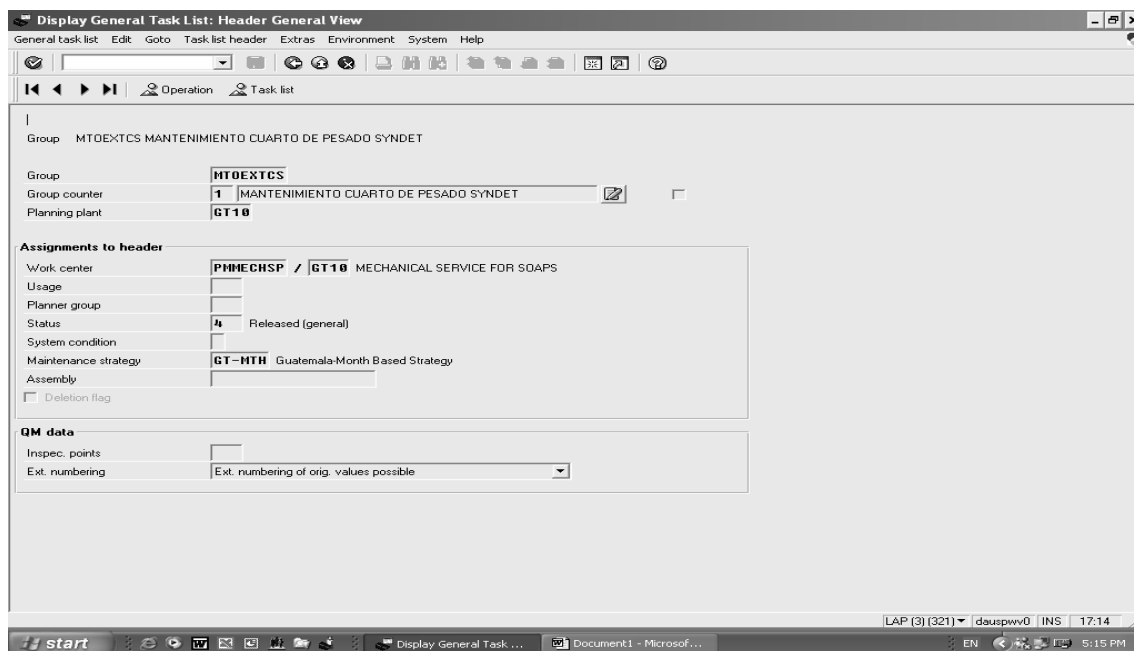 Display General Task List: Header General View
General task list Edit Goto Task list header Extras Environment System Help
Operation Task list
Group MTOEXTCS MANTENIMIENTO CUARTO DE PESADO SYNDET
Group MTOEXTCS
Group counter 1 MANTENIMIENTO CUARTO DE PESADO SYNDET
Planning plant GT10
Assignments to header
Work center PMMECHSP / GT10 MECHANICAL SERVICE FOR SOAPS
Usage
Planner group
Status 4 Released (general)
System condition
Maintenance strategy GT-MTH Guatemala-Month Based Strategy
Assembly
Deletion flag
QM data
Inspec. points
Ext. numbering Ext. numbering of orig. values possible
LAP (3) (321) dauspwv0 INS 17:14
start Display General Task ... Document1 - Microsof... EN 5:15 PM